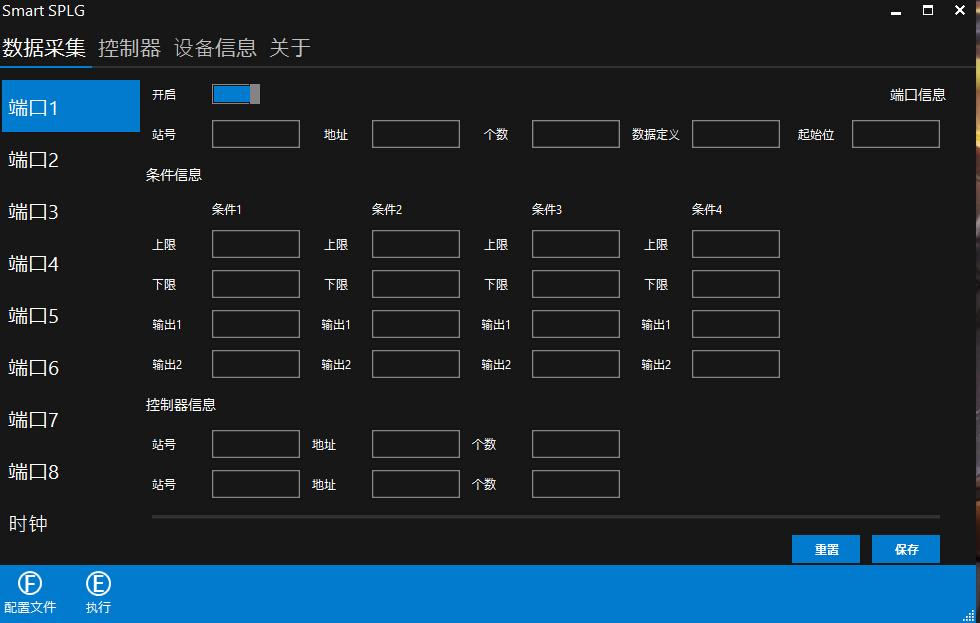 Smart SPLG
数据采集 控制器 设备信息 关于
端口1
端口2
端口3
端口4
端口5
端口6
端口7
端口8
时钟
开启 端口信息
站号 地址 个数 数据定义 起始位
条件信息
条件1 条件2 条件3 条件4
上限 上限 上限 上限
下限 下限 下限 下限
输出1 输出1 输出1 输出1
输出2 输出2 输出2 输出2
控制器信息
站号 地址 个数
站号 地址 个数
重置 保存
F E
配置文件 执行